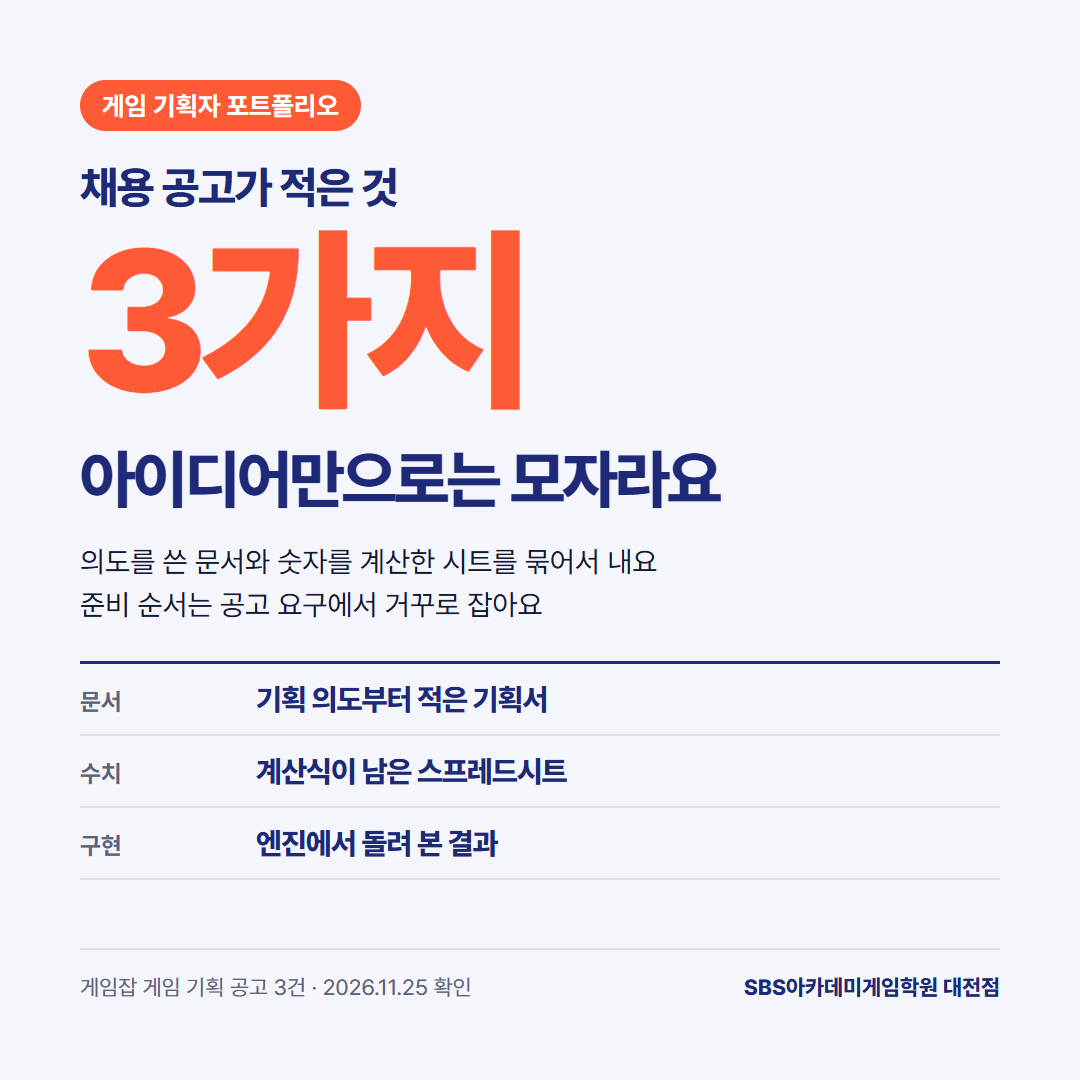 게임 기획자 포트폴리오
채용 공고가 적은 것
3가지
아이디어만으로는 모자라요
의도를 쓴 문서와 숫자를 계산한 시트를 묶어서 내요
준비 순서는 공고 요구에서 거꾸로 잡아요
문서 기획 의도부터 적은 기획서
수치 계산식이 남은 스프레드시트
구현 엔진에서 돌려 본 결과
게임잡 게임 기획 공고 3건 · 2026.11.25 확인 SBS아카데미게임학원 대전점